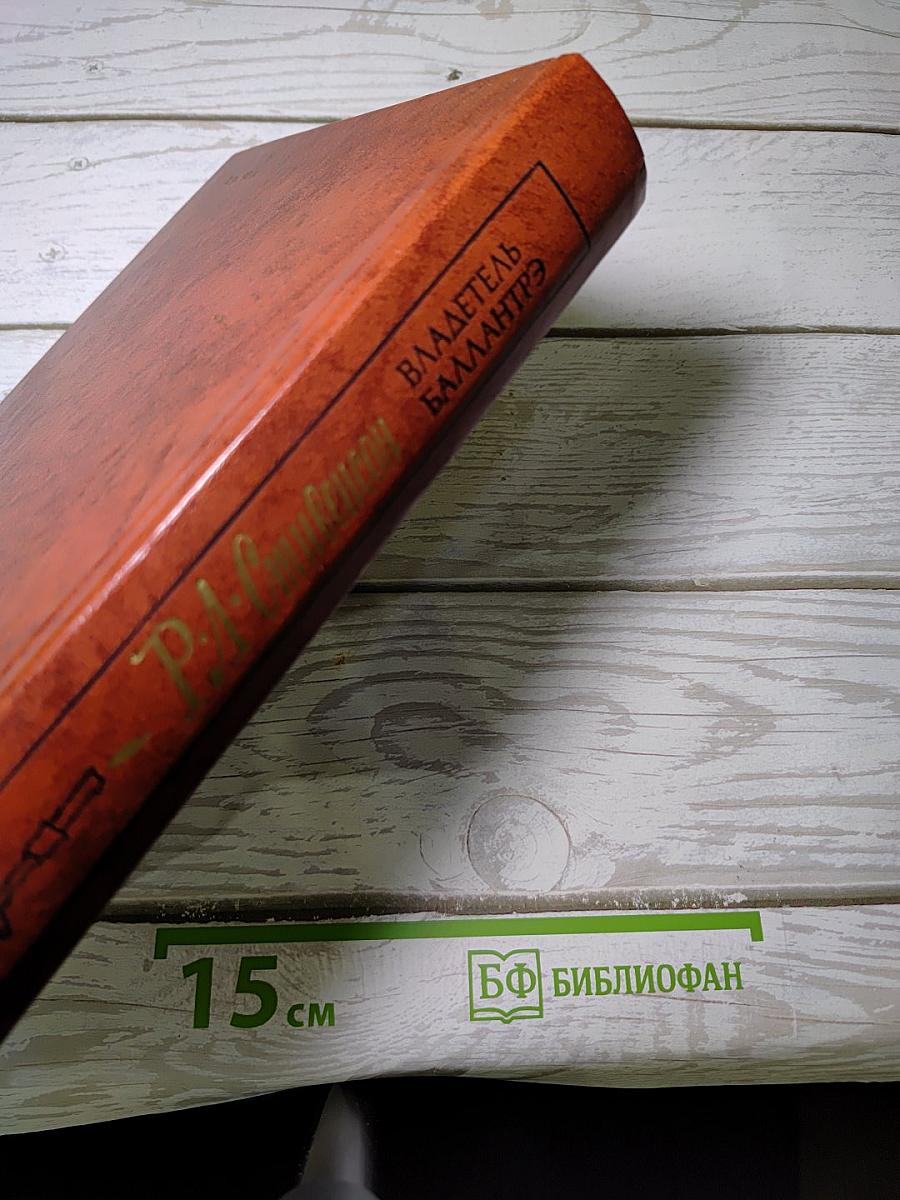 ВЛАДЕТЕЛЬ
БАЛЛАНТРЭ
Р·Л·Стивенсон
15 см
БФ БИБЛИОФАН